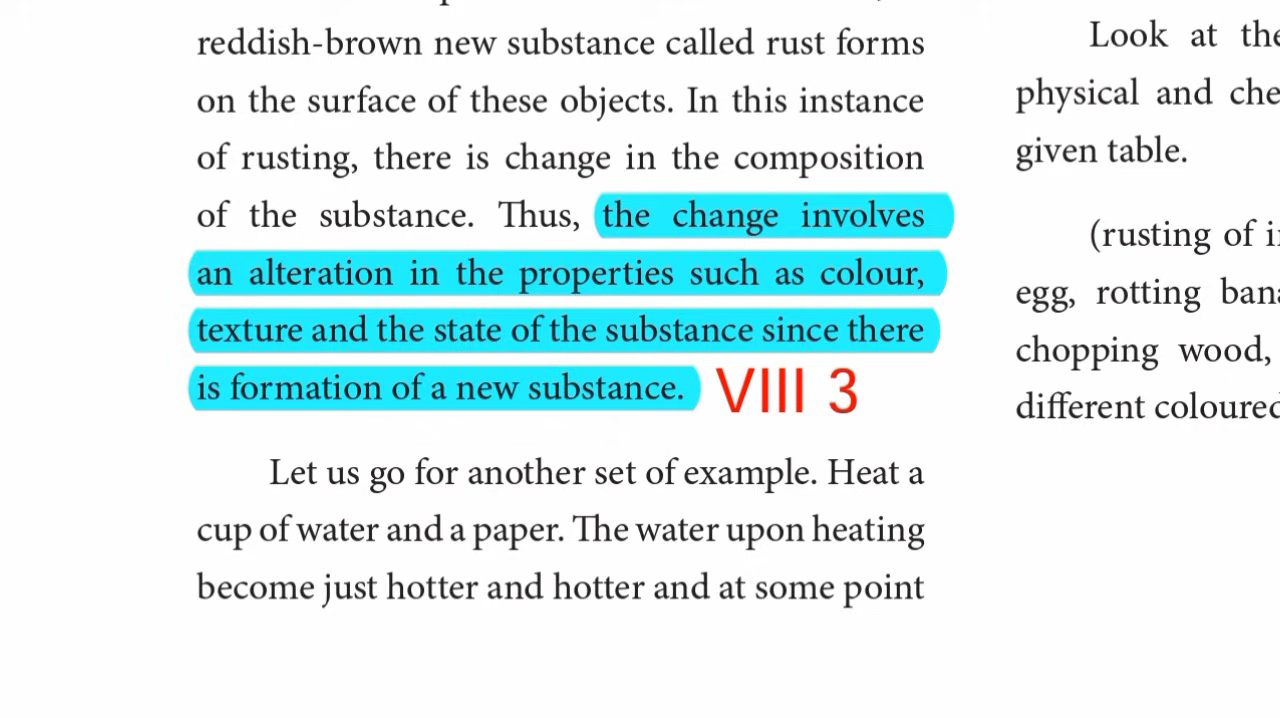 reddish-brown new substance called rust forms
on the surface of these objects. In this instance
of rusting, there is change in the composition
of the substance. Thus, the change involves
an alteration in the properties such as colour,
texture and the state of the substance since there
is formation of a new substance. VIII 3
Let us go for another set of example. Heat a
cup of water and a paper. The water upon heating
become just hotter and hotter and at some point
Look at the
physical and che
given table.
(rusting of i
egg, rotting bana
chopping wood,
different coloured